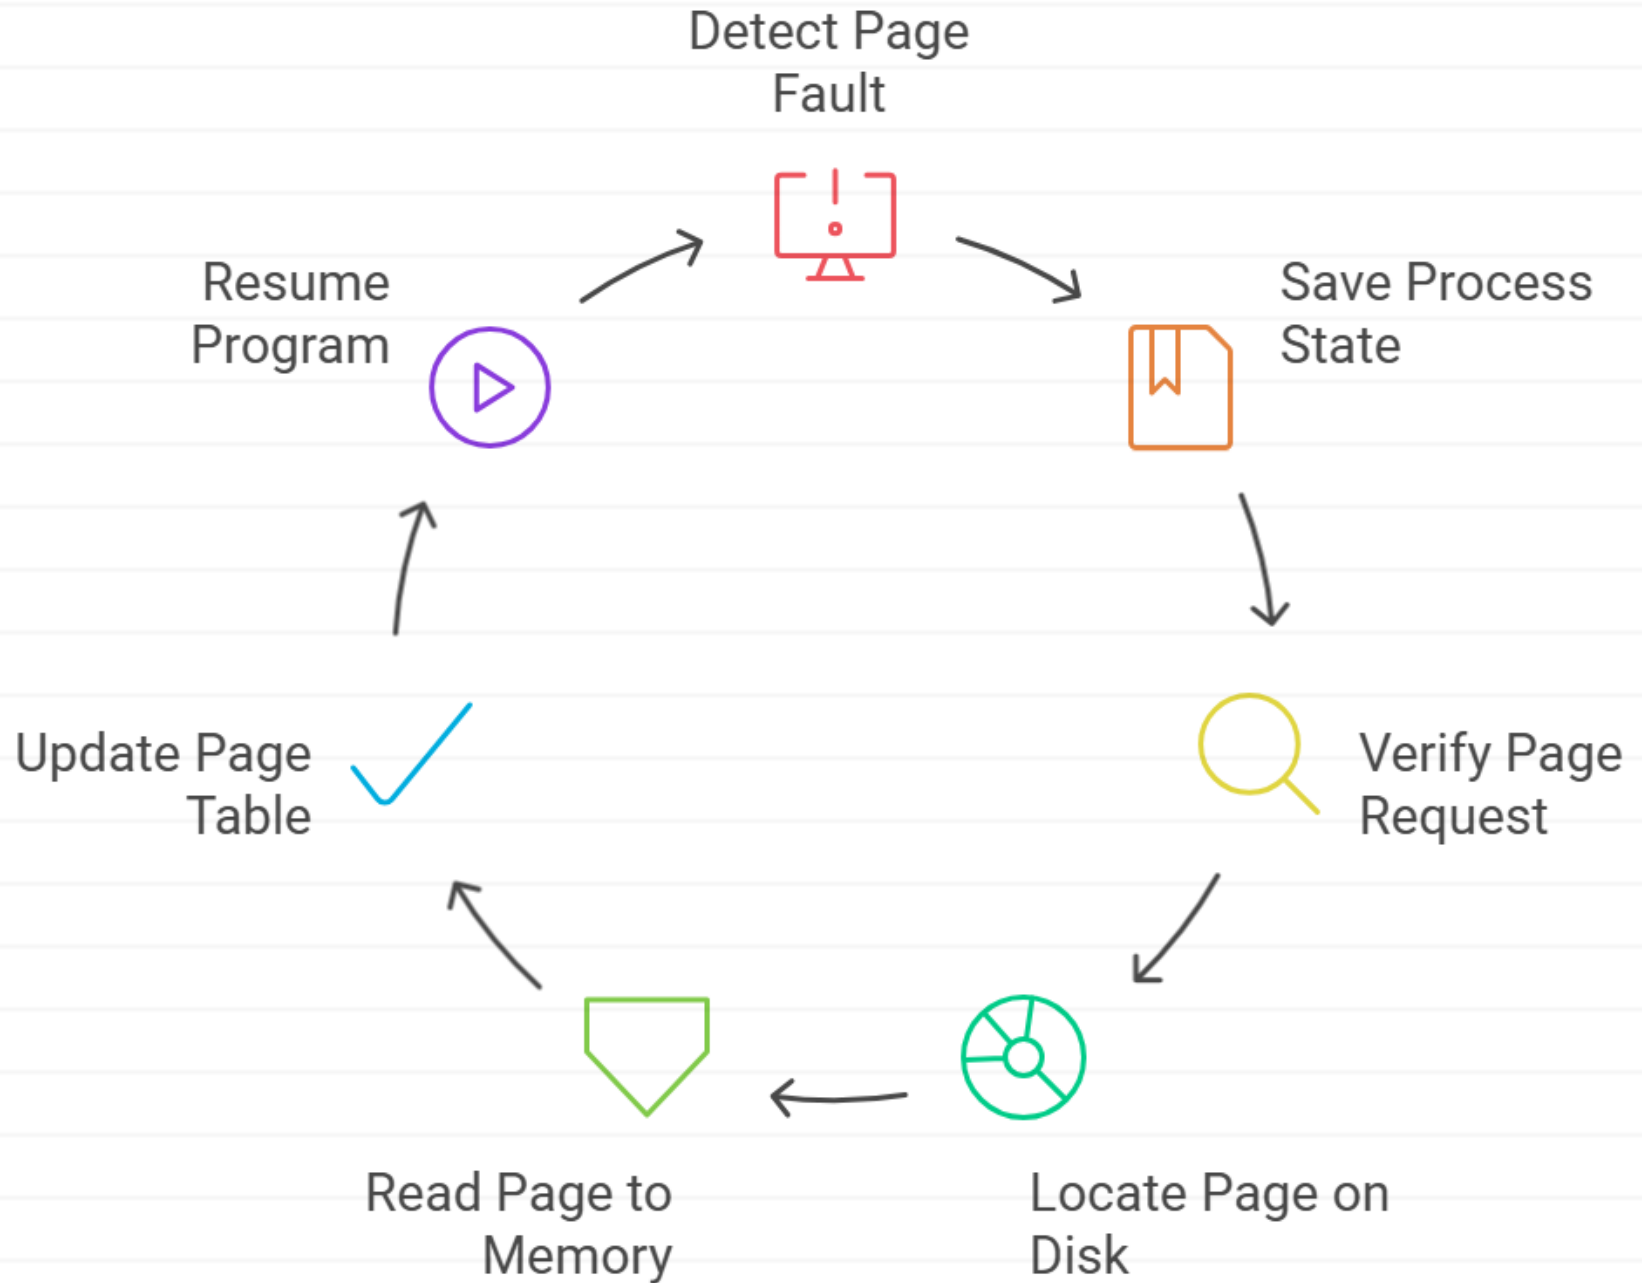 Detect Page
Fault
Save Process
State
Verify Page
Request
Locate Page on
Disk
Read Page to
Memory
Update Page
Table
Resume
Program